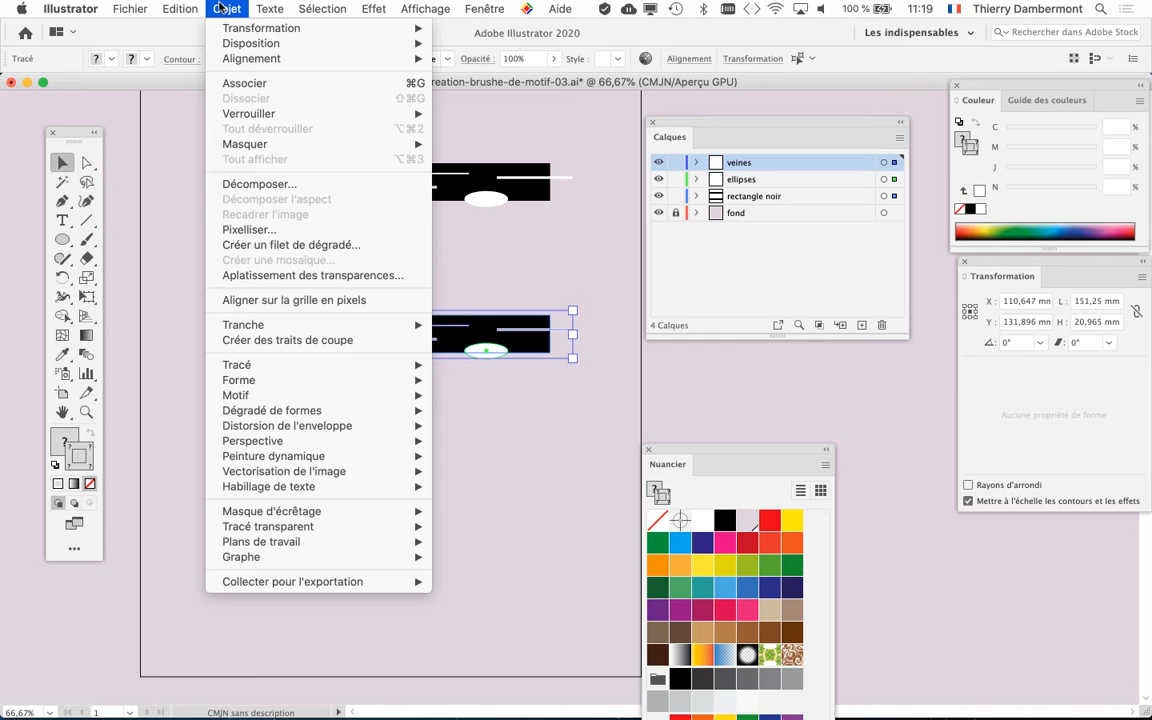 Illustrator Fichier Edition Objet Texte Sélection Effet Affichage Fenêtre Aide 100 % 11:19 Thierry Dambermont
Adobe Illustrator 2020 Les indispensables Rechercher dans Adobe Stock
Tracé ? ? Contour : Opacité : 100% Style : Alignement Transformation
creation-brushe-de-motif-03.ai* @ 66,67% (CMJN/Aperçu GPU)
Transformation
Disposition
Alignement
Associer ⌘G
Dissocier ⇧⌘G
Verrouiller
Tout déverrouiller ⌥⌘2
Masquer
Tout afficher ⌥⌘3
Décomposer...
Décomposer l'aspect
Recadrer l'image
Pixelliser...
Créer un filet de dégradé...
Créer une mosaïque...
Aplatissement des transparences...
Aligner sur la grille en pixels
Tranche
Créer des traits de coupe
Tracé
Forme
Motif
Dégradé de formes
Distorsion de l'enveloppe
Perspective
Peinture dynamique
Vectorisation de l'image
Habillage de texte
Masque d'écrêtage
Tracé transparent
Plans de travail
Graphe
Collecter pour l'exportation
Calques
veines
ellipses
rectangle noir
fond
4 Calques
Couleur Guide des couleurs
C %
M %
J %
N %
Transformation
X : 110,647 mm L : 151,25 mm
Y : 131,896 mm H : 20,965 mm
0° 0°
Aucune propriété de forme
Rayons d'arrondi
Mettre à l'échelle les contours et les effets
Nuancier
66,67% 1 CMJN sans description